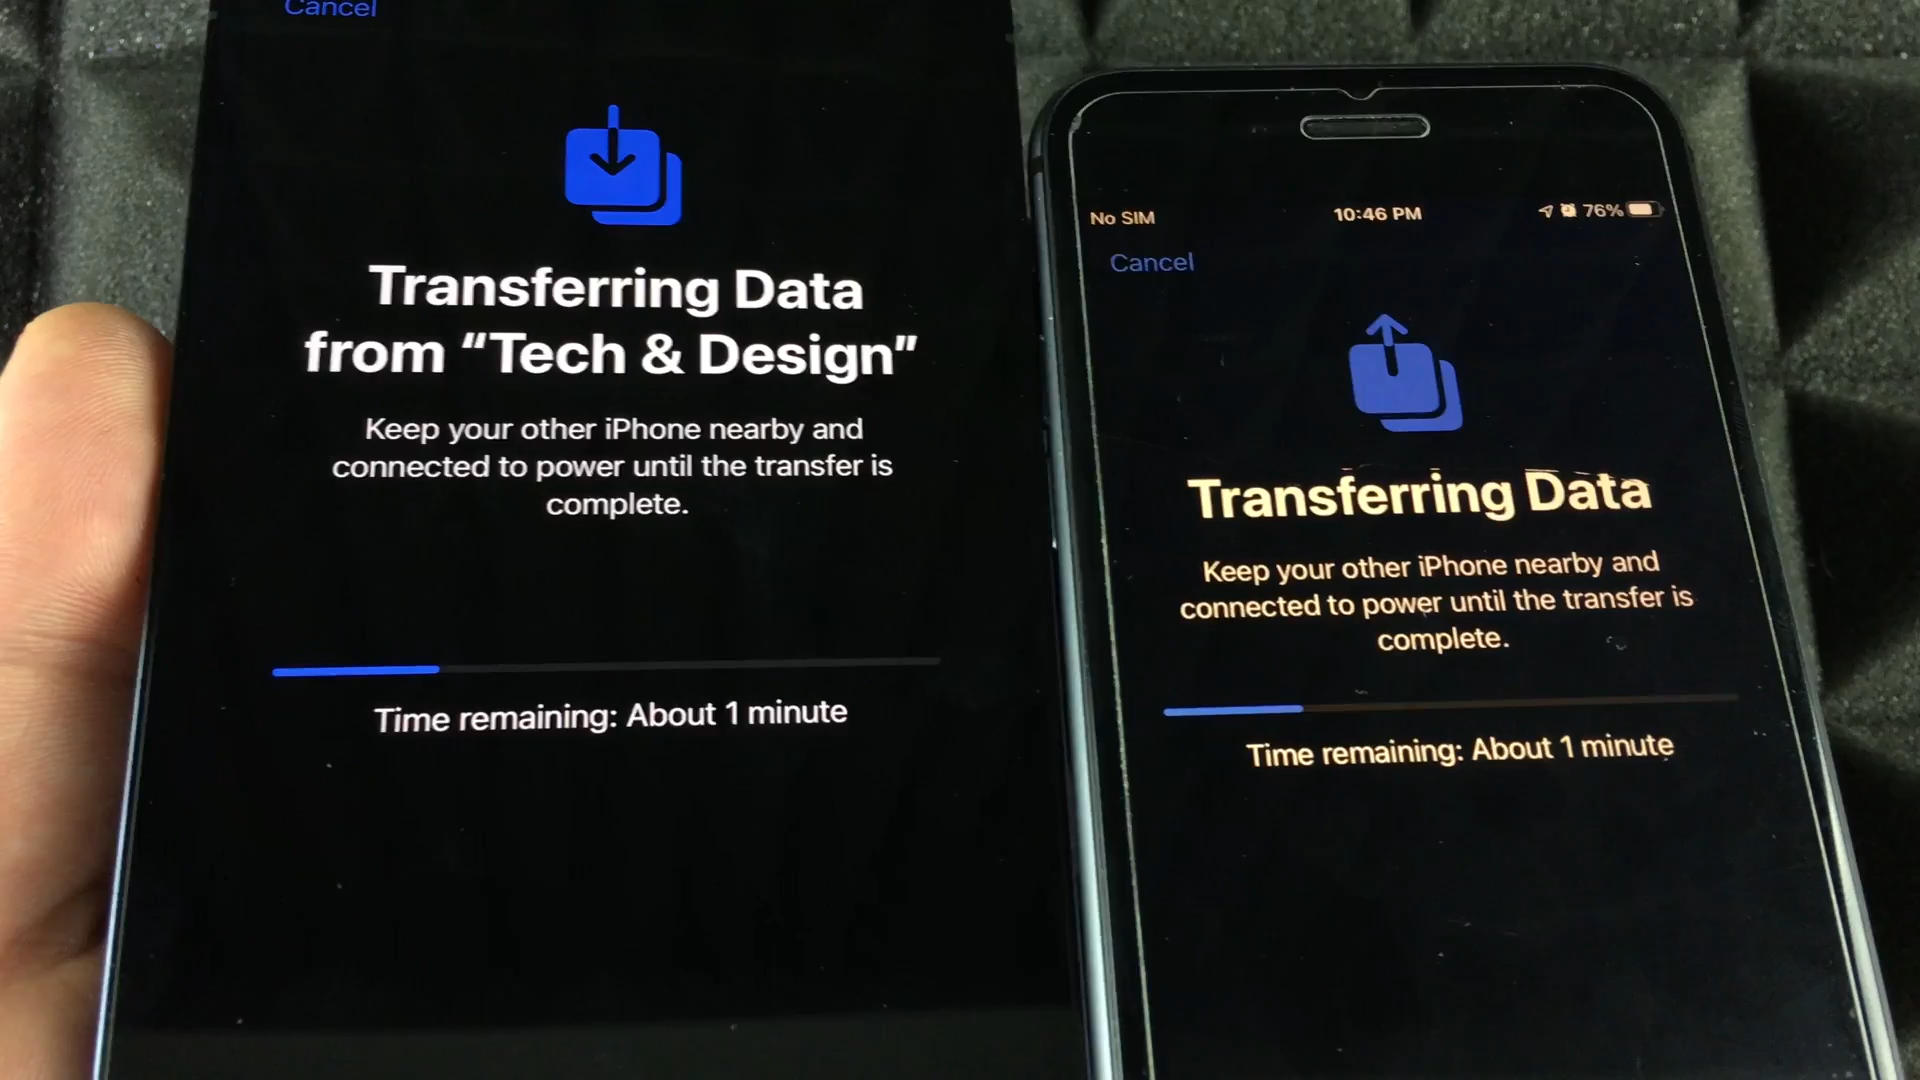 Cancel
Transferring Data
from “Tech & Design”
Keep your other iPhone nearby and
connected to power until the transfer is
complete.
Time remaining: About 1 minute
No SIM 10:46 PM 76%
Cancel
Transferring Data
Keep your other iPhone nearby and
connected to power until the transfer is
complete.
Time remaining: About 1 minute